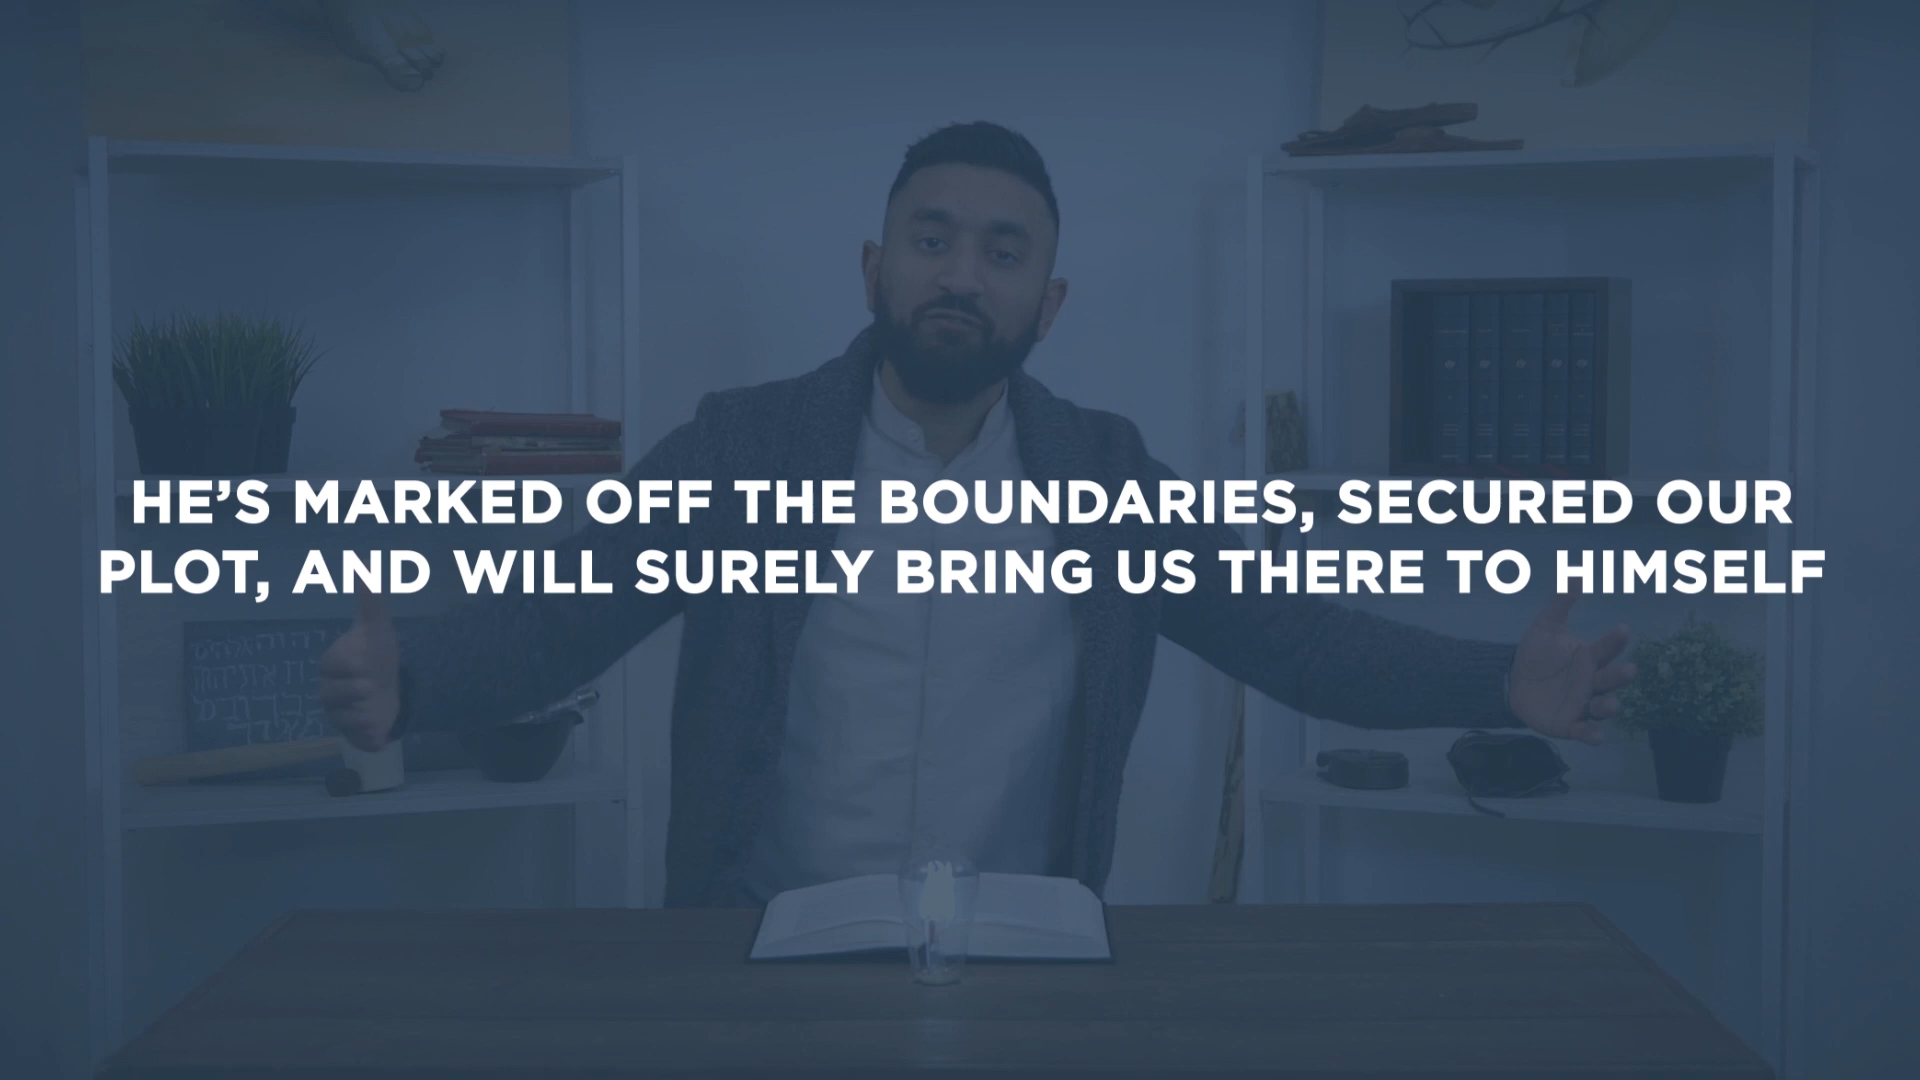 HE’S MARKED OFF THE BOUNDARIES, SECURED OUR
PLOT, AND WILL SURELY BRING US THERE TO HIMSELF